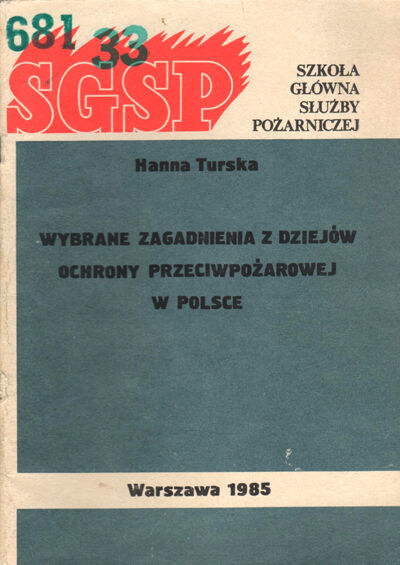 681 33
SGSP
SZKOŁA
GŁÓWNA
SŁUŻBY
POŻARNICZEJ
Hanna Turska
WYBRANE ZAGADNIENIA Z DZIEJÓW
OCHRONY PRZECIWPOŻAROWEJ
W POLSCE
Warszawa 1985